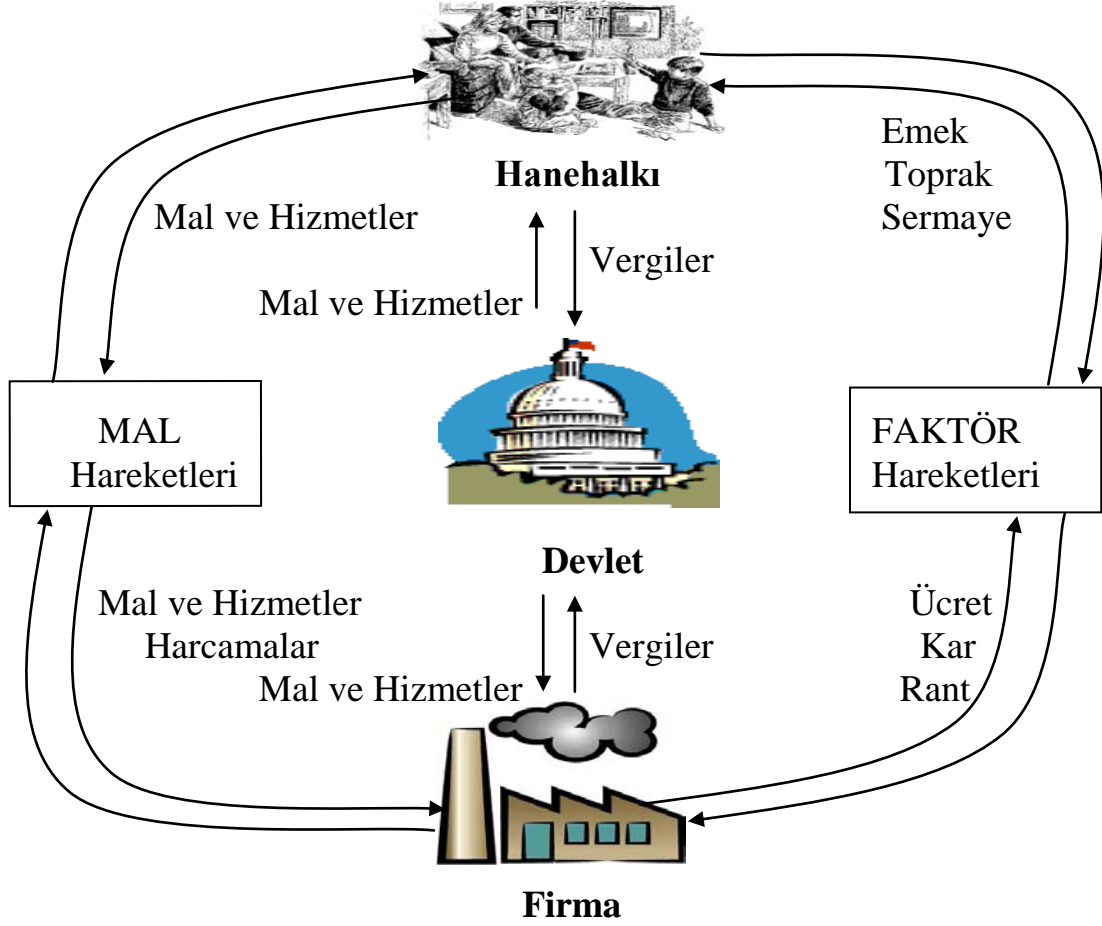 Hanehalkı
Emek
Toprak
Sermaye
Mal ve Hizmetler
Vergiler
Mal ve Hizmetler
MAL
Hareketleri
FAKTÖR
Hareketleri
Devlet
Mal ve Hizmetler
Harcamalar
Mal ve Hizmetler
Vergiler
Ücret
Kar
Rant
Firma